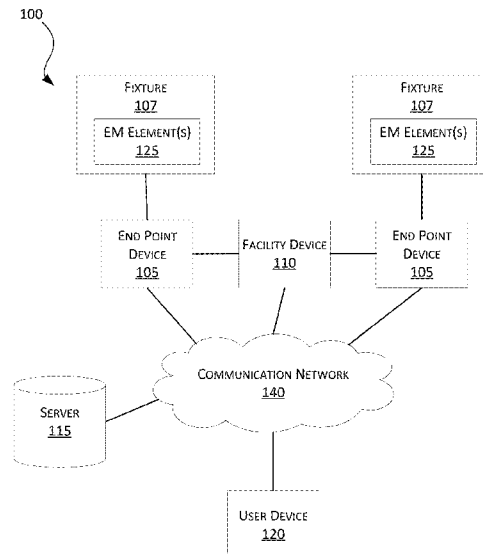 100
FIXTURE
107
EM ELEMENT(S)
125
FIXTURE
107
EM ELEMENT(S)
125
END POINT
DEVICE
105
FACILITY DEVICE
110
END POINT
DEVICE
105
COMMUNICATION NETWORK
140
SERVER
115
USER DEVICE
120